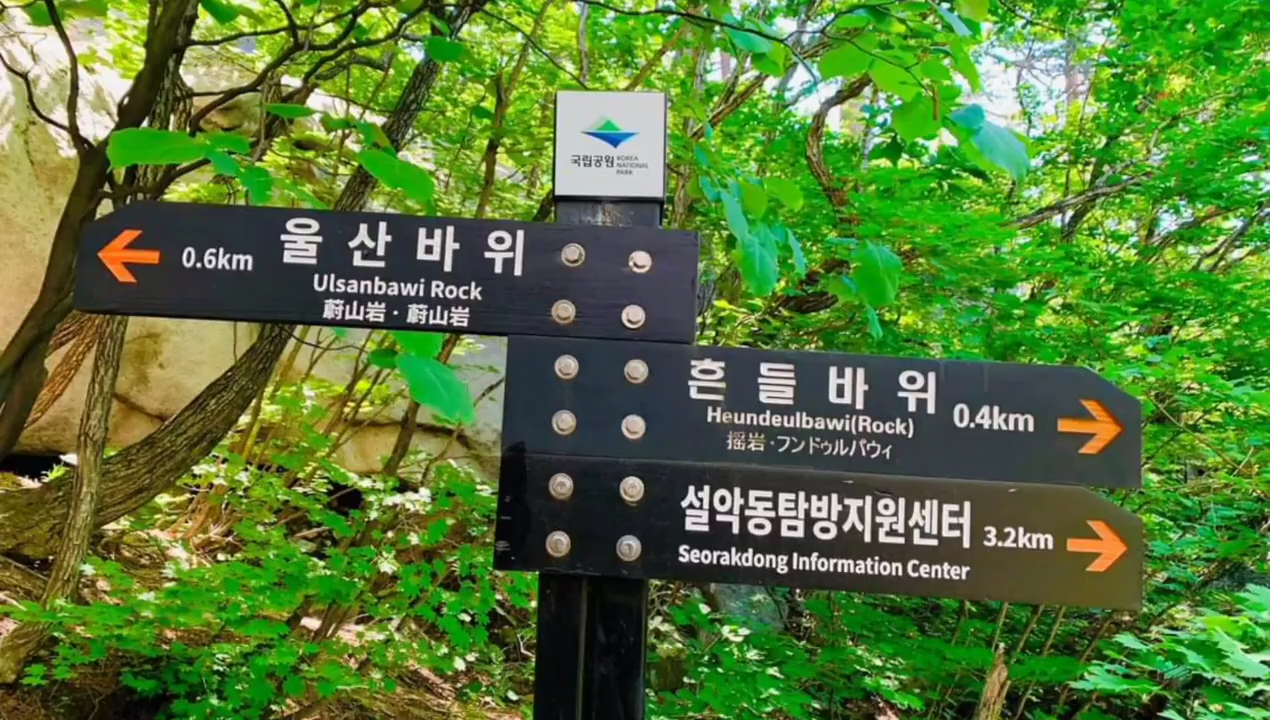 국립공원 KOREA
NATIONAL
PARK
0.6km 울산바위
Ulsanbawi Rock
蔚山岩・蔚山岩
흔들바위 0.4km
Heundeulbawi(Rock)
揺岩・フンドゥルバウィ
설악동탐방지원센터 3.2km
Seorakdong Information Center